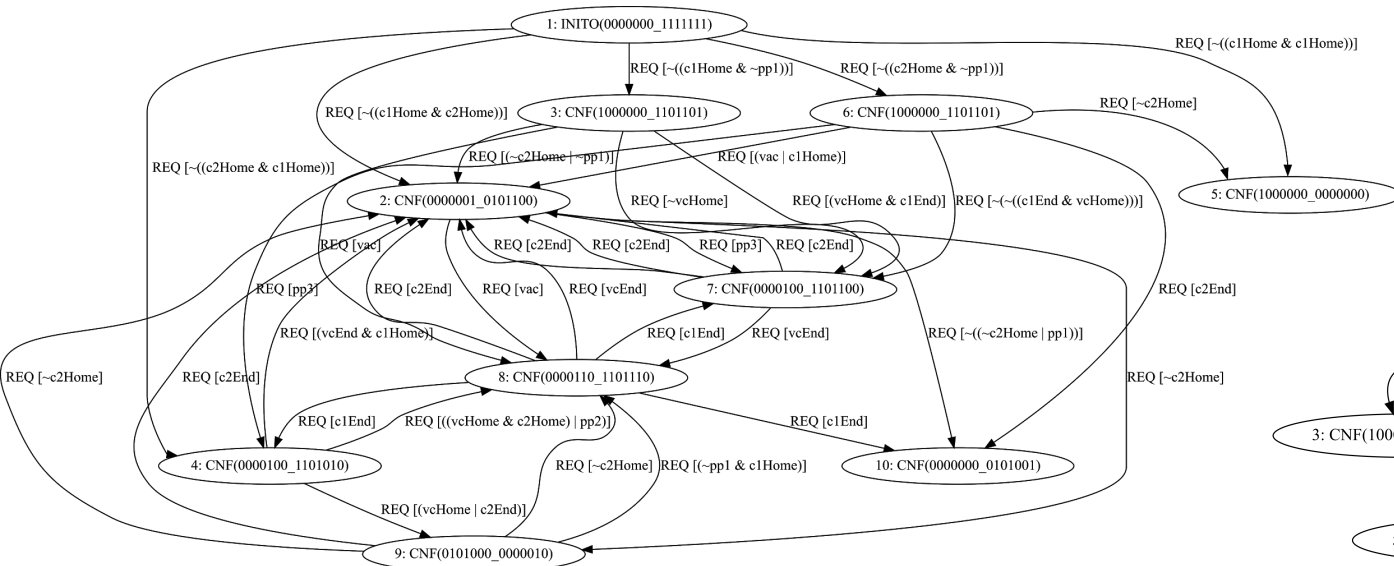 1: INITO(0000000_1111111)
REQ [~((c1Home & c1Home))]
REQ [~((c1Home & ~pp1))]
REQ [~((c2Home & ~pp1))]
REQ [~c2Home]
REQ [~((c1Home & c2Home))]
3: CNF(1000000_1101101)
6: CNF(1000000_1101101)
REQ [(~c2Home | ~pp1)]
REQ [(vac | c1Home)]
REQ [~((c2Home & c1Home))]
2: CNF(0000001_0101100)
REQ [~vcHome]
REQ [(vcHome & c1End)]
REQ [~(~((c1End & vcHome)))]
5: CNF(1000000_0000000)
REQ [vac]
REQ [c2End]
REQ [c2End]
REQ [pp3]
REQ [c2End]
REQ [pp3]
REQ [c2End]
REQ [vac]
REQ [vcEnd]
7: CNF(0000100_1101100)
REQ [c2End]
REQ [(vcEnd & c1Home)]
REQ [c1End]
REQ [vcEnd]
REQ [~((~c2Home | pp1))]
REQ [~c2Home]
REQ [c2End]
8: CNF(0000110_1101110)
REQ [~c2Home]
REQ [c1End]
REQ [((vcHome & c2Home) | pp2)]
REQ [c1End]
3: CNF(100
4: CNF(0000100_1101010)
REQ [~c2Home]
REQ [(~pp1 & c1Home)]
10: CNF(0000000_0101001)
REQ [(vcHome | c2End)]
9: CNF(0101000_0000010)